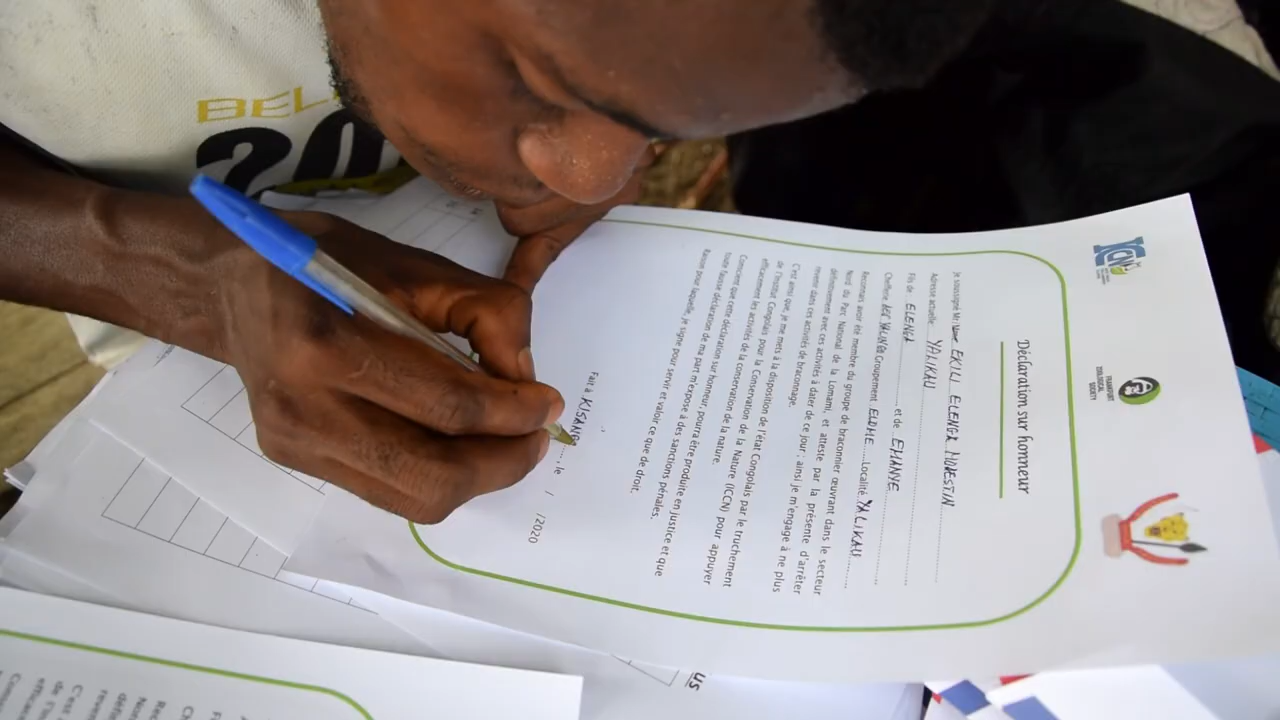 BEL
20
ICCN
FRANKFURT
ZOOLOGICAL
SOCIETY
Déclaration sur honneur
Je soussigné Mr/Mme EKILI ELENGA MODESTIN
Adresse actuelle YALIKAU
Fils de ELENGA et de EMANYE
Chefferie Groupement ELOME Localité YALIKAU
Reconnais avoir été membre du groupe de braconnier œuvrant dans le secteur
Nord du Parc National de la Lomami, et atteste par la présente d'arrêter
définitivement avec ces activités à dater de ce jour ; ainsi je m'engage à ne plus
revenir dans ces activités de braconnage.
C'est ainsi que, je me mets à la disposition de l'état Congolais par le truchement
de l'Institut Congolais pour la Conservation de la Nature (ICCN) pour appuyer
efficacement les activités de la conservation de la nature.
Conscient que cette déclaration sur honneur, pourra être produite en justice et que
toute fausse déclaration de ma part m'expose à des sanctions pénales.
Raison pour laquelle, je signe pour servir et valoir ce que de droit.
Fait à KISANG , le / /2020
us